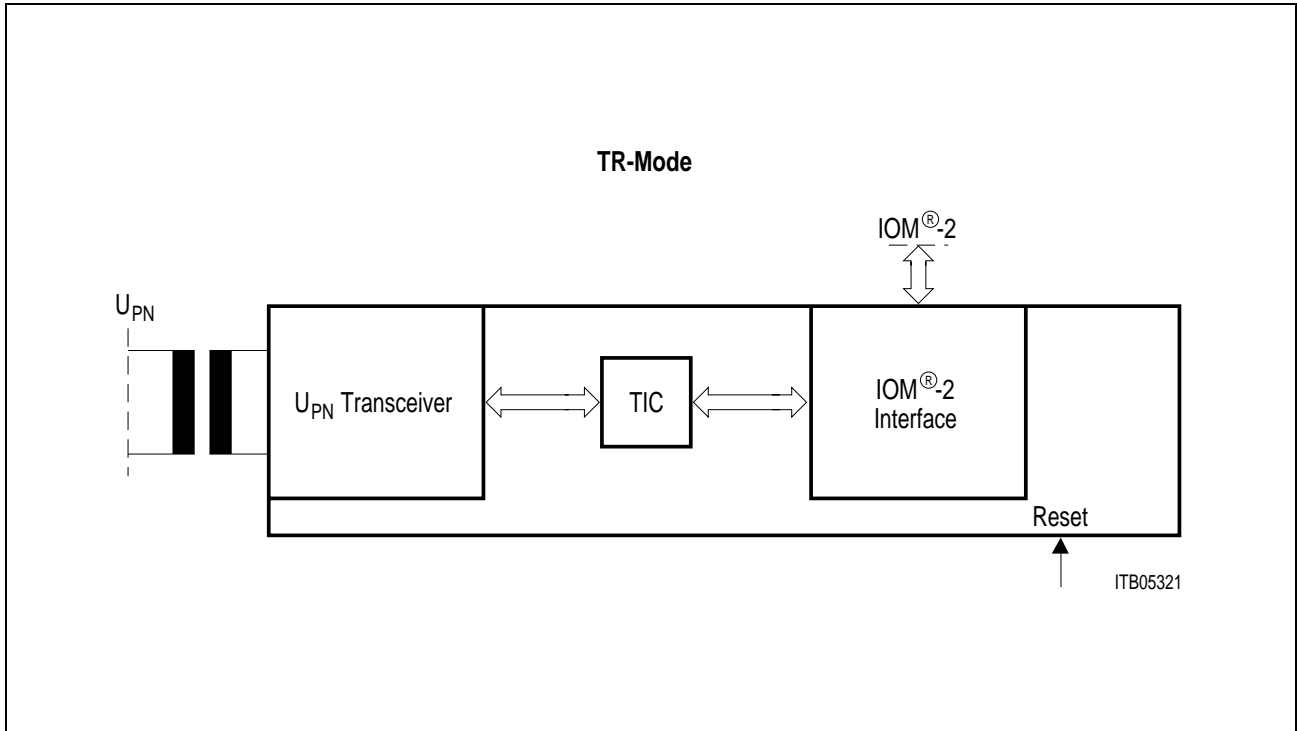 TR-Mode
IOM®-2
UPN
UPN Transceiver
TIC
IOM®-2
Interface
Reset
ITB05321